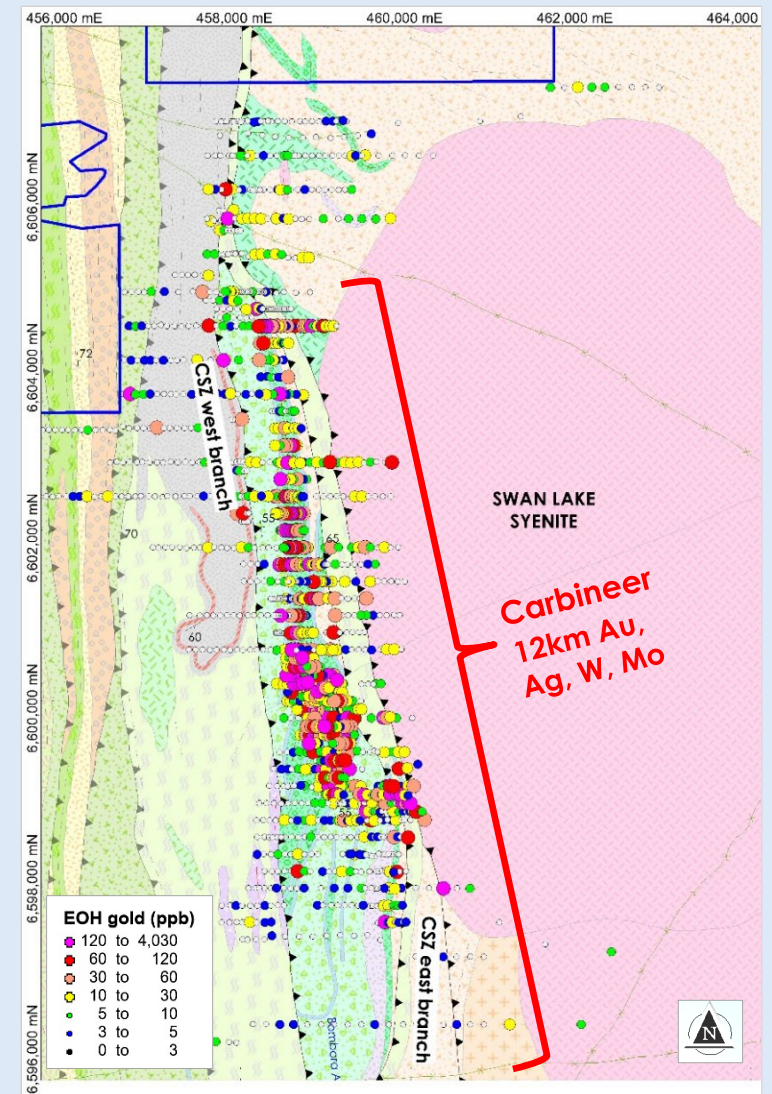 456,000 mE
458,000 mE
460,000 mE
462,000 mE
464,000
6,606,000 mN
6,604,000 mN
6,602,000 mN
6,600,000 mN
6,598,000 mN
6,596,000 mN
72
CSZ west branch
SWAN LAKE
SYENITE
55
70
65
Carbineer
12km Au,
Ag, W, Mo
60
55
CSZ east branch
Bombara A
EOH gold (ppb)
120 to 4,030
60 to 120
30 to 60
10 to 30
5 to 10
3 to 5
0 to 3
N